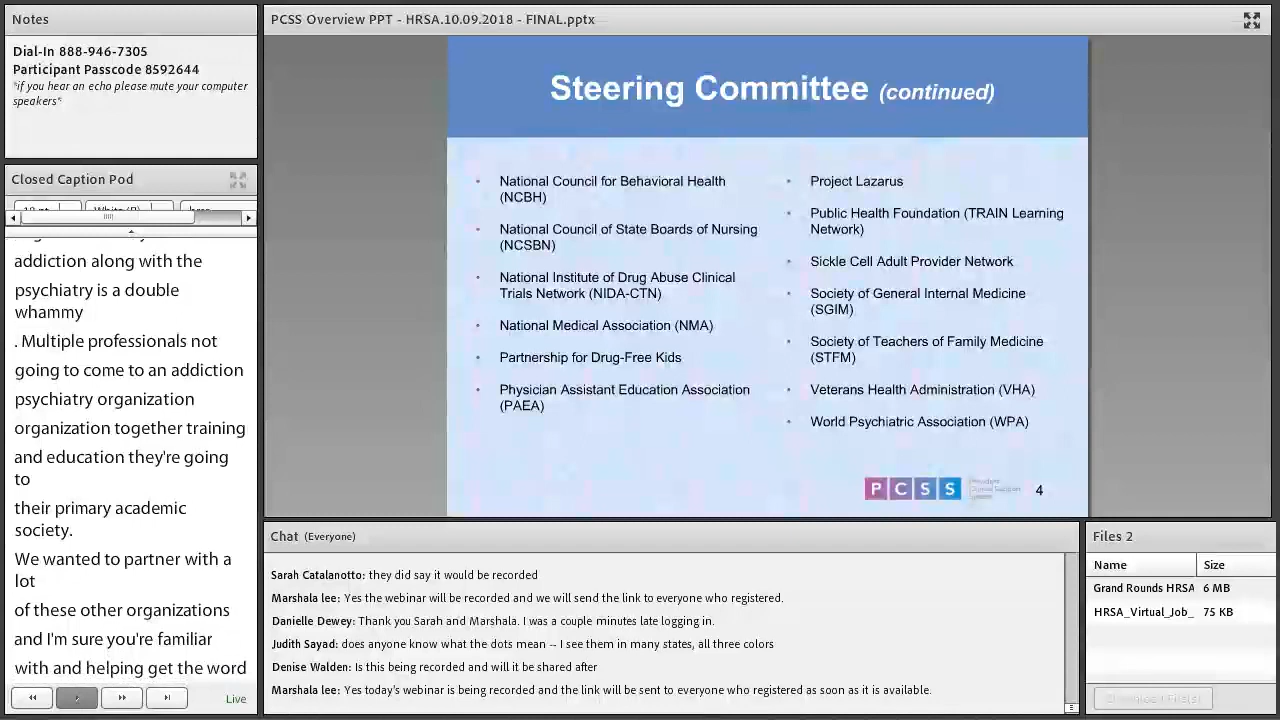 Notes
Dial-In 888-946-7305
Participant Passcode 8592644
*if you hear an echo please mute your computer
speakers*
Closed Caption Pod
addiction along with the
psychiatry is a double
whammy
. Multiple professionals not
going to come to an addiction
psychiatry organization
organization together training
and education they're going
to
their primary academic
society.
We wanted to partner with a
lot
of these other organizations
and I'm sure you're familiar
with and helping get the word
Live
PCSS Overview PPT - HRSA.10.09.2018 - FINAL.pptx
Steering Committee (continued)
• National Council for Behavioral Health
(NCBH)
• National Council of State Boards of Nursing
(NCSBN)
• National Institute of Drug Abuse Clinical
Trials Network (NIDA-CTN)
• National Medical Association (NMA)
• Partnership for Drug-Free Kids
• Physician Assistant Education Association
(PAEA)
• Project Lazarus
• Public Health Foundation (TRAIN Learning
Network)
• Sickle Cell Adult Provider Network
• Society of General Internal Medicine
(SGIM)
• Society of Teachers of Family Medicine
(STFM)
• Veterans Health Administration (VHA)
• World Psychiatric Association (WPA)
PCSS
4
Chat (Everyone)
Sarah Catalanotto: they did say it would be recorded
Marshala lee: Yes the webinar will be recorded and we will send the link to everyone who registered.
Danielle Dewey: Thank you Sarah and Marshala. I was a couple minutes late logging in.
Judith Sayad: does anyone know what the dots mean -- I see them in many states, all three colors
Denise Walden: Is this being recorded and will it be shared after
Marshala lee: Yes today's webinar is being recorded and the link will be sent to everyone who registered as soon as it is available.
Files 2
Name Size
Grand Rounds HRSA 6 MB
HRSA_Virtual_Job_ 75 KB